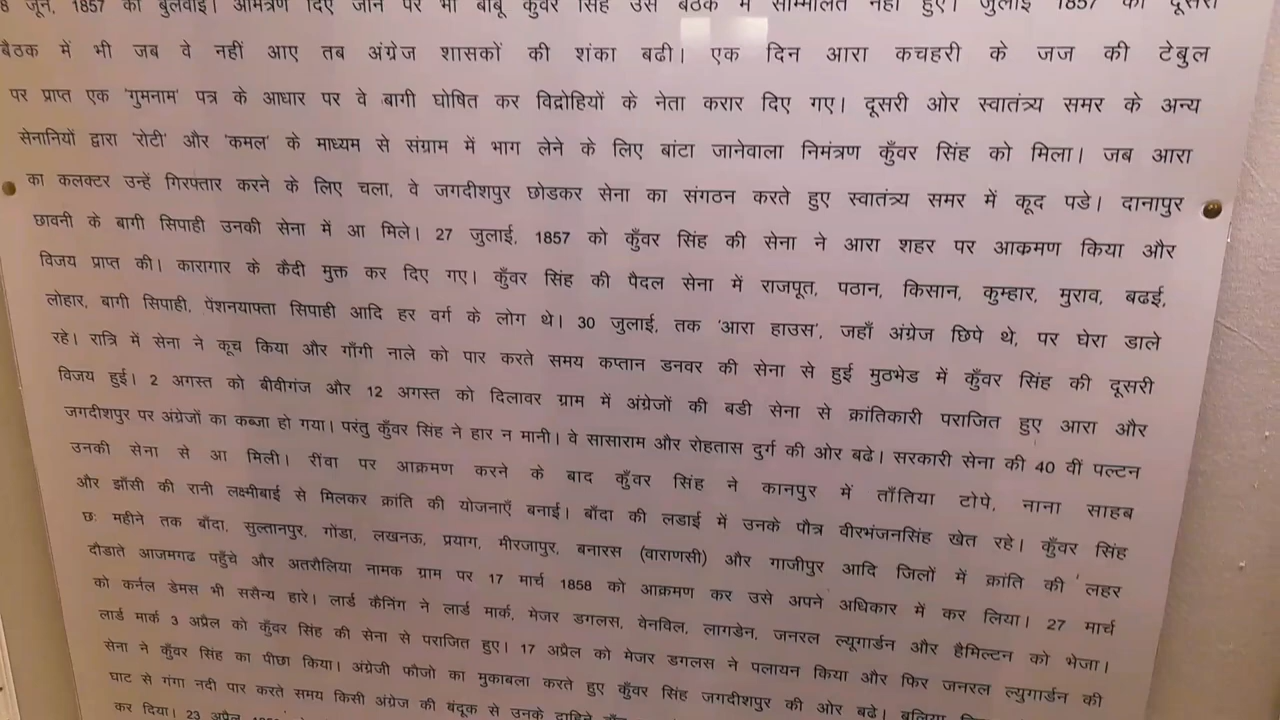 8 जून, 1857 को बुलवाई। आमंत्रण दिए जाने पर भी बाबू कुँवर सिंह उस बैठक में सम्मिलित नहीं हुए। जुलाई 1857 की दूसरी
बैठक में भी जब वे नहीं आए तब अंग्रेज शासकों की शंका बढी। एक दिन आरा कचहरी के जज की टेबुल
पर प्राप्त एक 'गुमनाम' पत्र के आधार पर वे बागी घोषित कर विद्रोहियों के नेता करार दिए गए। दूसरी ओर स्वातंत्र्य समर के अन्य
सेनानियों द्वारा 'रोटी' और 'कमल' के माध्यम से संग्राम में भाग लेने के लिए बांटा जानेवाला निमंत्रण कुँवर सिंह को मिला। जब आरा
का कलक्टर उन्हें गिरफ्तार करने के लिए चला, वे जगदीशपुर छोडकर सेना का संगठन करते हुए स्वातंत्र्य समर में कूद पडे। दानापुर
छावनी के बागी सिपाही उनकी सेना में आ मिले। 27 जुलाई, 1857 को कुँवर सिंह की सेना ने आरा शहर पर आक्रमण किया और
विजय प्राप्त की। कारागार के कैदी मुक्त कर दिए गए। कुँवर सिंह की पैदल सेना में राजपूत, पठान, किसान, कुम्हार, मुराव, बढई,
लोहार, बागी सिपाही, पेंशनयाफ्ता सिपाही आदि हर वर्ग के लोग थे। 30 जुलाई, तक 'आरा हाउस', जहाँ अंग्रेज छिपे थे, पर घेरा डाले
रहे। रात्रि में सेना ने कूच किया और गाँगी नाले को पार करते समय कप्तान डनवर की सेना से हुई मुठभेड में कुँवर सिंह की दूसरी
विजय हुई। 2 अगस्त को बीवीगंज और 12 अगस्त को दिलावर ग्राम में अंग्रेजों की बडी सेना से क्रांतिकारी पराजित हुए आरा और
जगदीशपुर पर अंग्रेजों का कब्जा हो गया। परंतु कुँवर सिंह ने हार न मानी। वे सासाराम और रोहतास दुर्ग की ओर बढे। सरकारी सेना की 40 वीं पल्टन
उनकी सेना से आ मिली। रींवा पर आक्रमण करने के बाद कुँवर सिंह ने कानपुर में ताँतिया टोपे, नाना साहब
और झाँसी की रानी लक्ष्मीबाई से मिलकर क्रांति की योजनाएँ बनाई। बाँदा की लडाई में उनके पौत्र वीरभंजनसिंह खेत रहे। कुँवर सिंह
छः महीने तक बाँदा, सुल्तानपुर, गोंडा, लखनऊ, प्रयाग, मीरजापुर, बनारस (वाराणसी) और गाजीपुर आदि जिलों में क्रांति की लहर
दौडाते आजमगढ पहुँचे और अतरौलिया नामक ग्राम पर 17 मार्च 1858 को आक्रमण कर उसे अपने अधिकार में कर लिया। 27 मार्च
को कर्नल डेमस भी ससैन्य हारे। लार्ड कैनिंग ने लार्ड मार्क, मेजर डगलस, वेनविल, लागडेन, जनरल ल्यूगार्डन और हैमिल्टन को भेजा।
लार्ड मार्क 3 अप्रैल को कुँवर सिंह की सेना से पराजित हुए। 17 अप्रैल को मेजर डगलस ने पलायन किया और फिर जनरल ल्युगार्डन की
सेना ने कुँवर सिंह का पीछा किया। अंग्रेजी फौजो का मुकाबला करते हुए कुँवर सिंह जगदीशपुर की ओर बढे। बलिया
घाट से गंगा नदी पार करते समय किसी अंग्रेज की बंदूक से उनके दाहिने
कर दिया। 23 अप्रैल